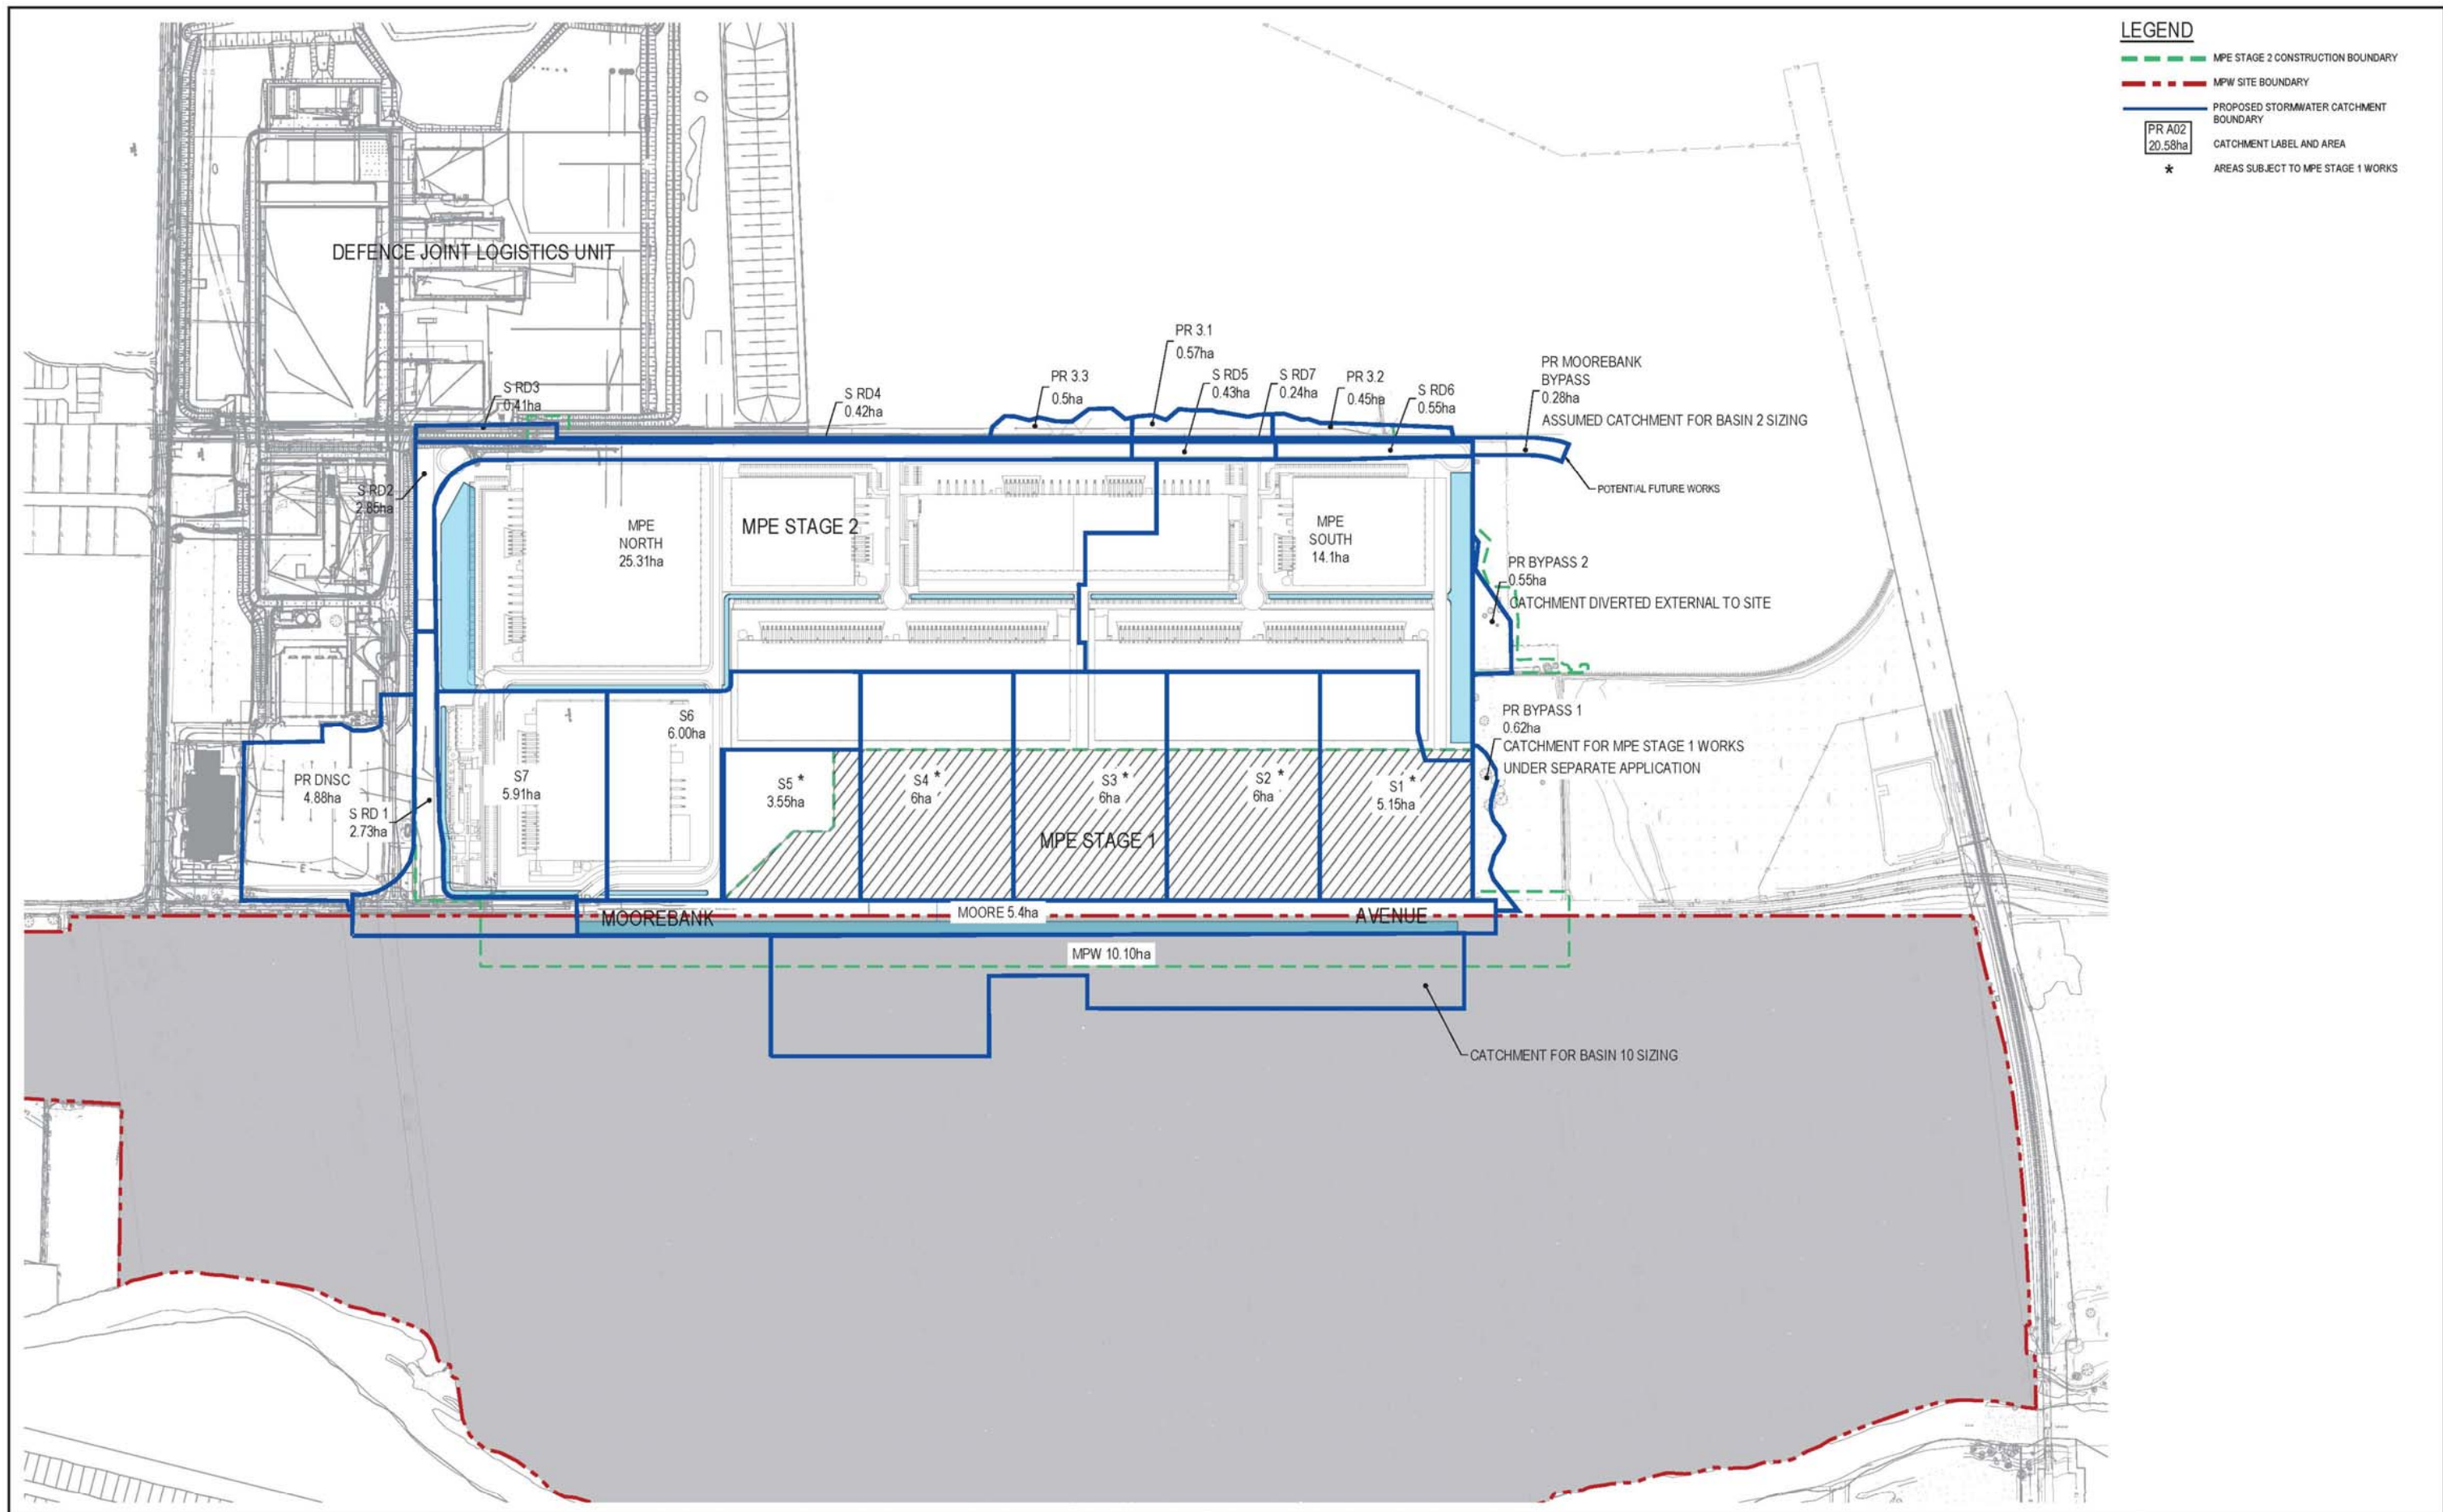 LEGEND
MPE STAGE 2 CONSTRUCTION BOUNDARY
MPW SITE BOUNDARY
PROPOSED STORMWATER CATCHMENT
BOUNDARY
PR A02
20.58ha
CATCHMENT LABEL AND AREA
*
AREAS SUBJECT TO MPE STAGE 1 WORKS
DEFENCE JOINT LOGISTICS UNIT
S RD3
0.41ha
S RD4
0.42ha
PR 3.3
0.5ha
PR 3.1
0.57ha
S RD5
0.43ha
S RD7
0.24ha
PR 3.2
0.45ha
S RD6
0.55ha
PR MOOREBANK
BYPASS
0.28ha
ASSUMED CATCHMENT FOR BASIN 2 SIZING
POTENTIAL FUTURE WORKS
S RD2
2.85ha
MPE
NORTH
25.31ha
MPE STAGE 2
MPE
SOUTH
14.1ha
PR BYPASS 2
0.55ha
CATCHMENT DIVERTED EXTERNAL TO SITE
PR BYPASS 1
0.62ha
CATCHMENT FOR MPE STAGE 1 WORKS
UNDER SEPARATE APPLICATION
PR DNSC
4.88ha
S RD 1
2.73ha
S7
5.91ha
S6
6.00ha
S5 *
3.55ha
S4 *
6ha
S3 *
6ha
S2 *
6ha
S1 *
5.15ha
MPE STAGE 1
MOOREBANK
MOORE 5.4ha
AVENUE
MPW 10.10ha
CATCHMENT FOR BASIN 10 SIZING